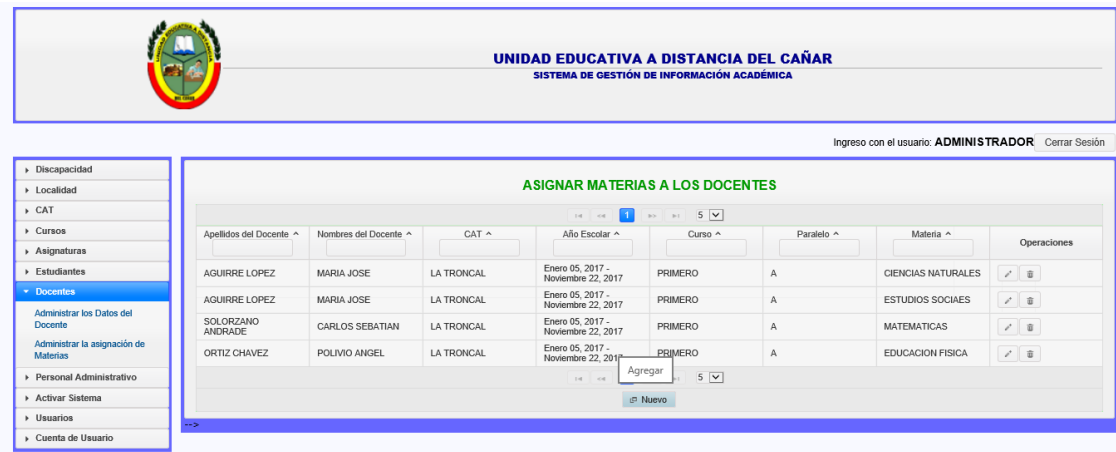 UNIDAD EDUCATIVA A DISTANCIA DEL CAÑAR
SISTEMA DE GESTIÓN DE INFORMACIÓN ACADÉMICA
Ingreso con el usuario: ADMINISTRADOR Cerrar Sesión
Discapacidad
Localidad
CAT
Cursos
Asignaturas
Estudiantes
Docentes
Administrar los Datos del
Docente
Administrar la asignación de
Materias
Personal Administrativo
Activar Sistema
Usuarios
Cuenta de Usuario
ASIGNAR MATERIAS A LOS DOCENTES
1 5
Apellidos del Docente Nombres del Docente CAT Año Escolar Curso Paralelo Materia Operaciones
AGUIRRE LOPEZ MARIA JOSE LA TRONCAL Enero 05, 2017 - Noviembre 22, 2017 PRIMERO A CIENCIAS NATURALES
AGUIRRE LOPEZ MARIA JOSE LA TRONCAL Enero 05, 2017 - Noviembre 22, 2017 PRIMERO A ESTUDIOS SOCIAES
SOLORZANO ANDRADE CARLOS SEBATIAN LA TRONCAL Enero 05, 2017 - Noviembre 22, 2017 PRIMERO A MATEMATICAS
ORTIZ CHAVEZ POLIVIO ANGEL LA TRONCAL Enero 05, 2017 - Noviembre 22, 2017 PRIMERO A EDUCACION FISICA
Agregar
5
Nuevo
-->